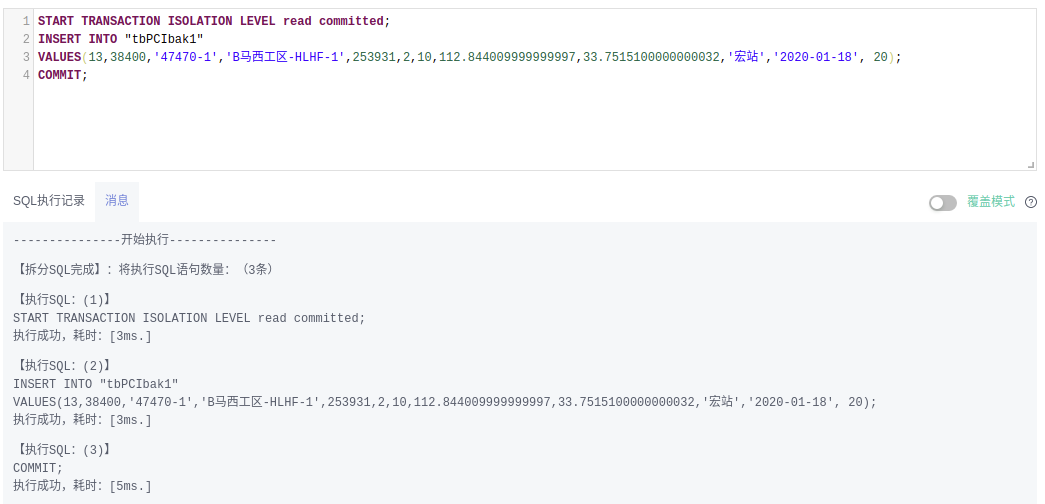 1 START TRANSACTION ISOLATION LEVEL read committed;
2 INSERT INTO "tbPCIbak1"
3 VALUES(13,38400,'47470-1','B马西工区-HLHF-1',253931,2,10,112.844009999999997,33.7515100000000032,'宏站','2020-01-18', 20);
4 COMMIT;
SQL执行记录 消息 覆盖模式 ?
---------------开始执行---------------
【拆分SQL完成】：将执行SQL语句数量：（3条）
【执行SQL：(1)】
START TRANSACTION ISOLATION LEVEL read committed;
执行成功，耗时：[3ms.]
【执行SQL：(2)】
INSERT INTO "tbPCIbak1"
VALUES(13,38400,'47470-1','B马西工区-HLHF-1',253931,2,10,112.844009999999997,33.7515100000000032,'宏站','2020-01-18', 20);
执行成功，耗时：[3ms.]
【执行SQL：(3)】
COMMIT;
执行成功，耗时：[5ms.]